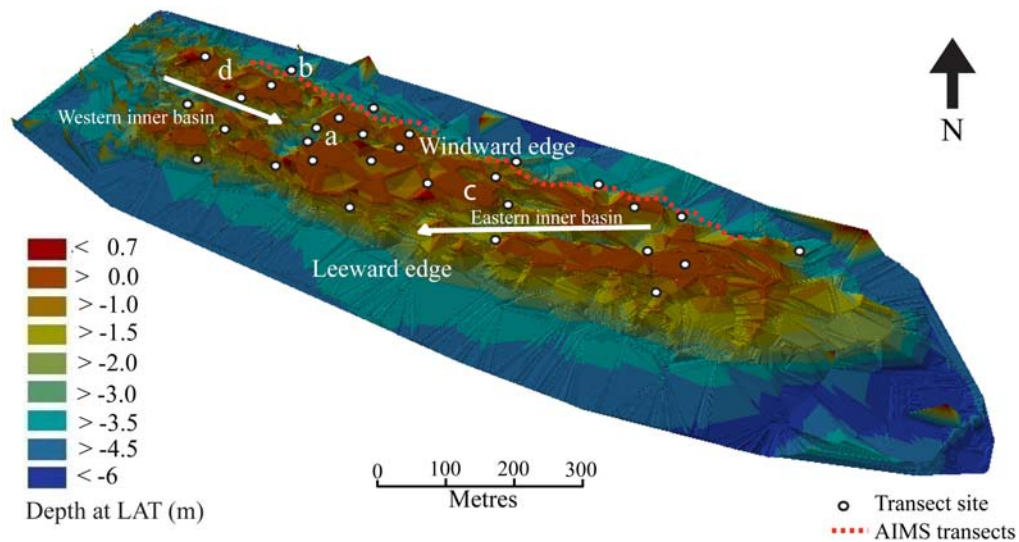 d
b
N
Western inner basin
a
Windward edge
c
Eastern inner basin
Leeward edge
< 0.7
> 0.0
> -1.0
> -1.5
> -2.0
> -3.0
> -3.5
> -4.5
< -6
Depth at LAT (m)
0 100 200 300
Metres
Transect site
AIMS transects